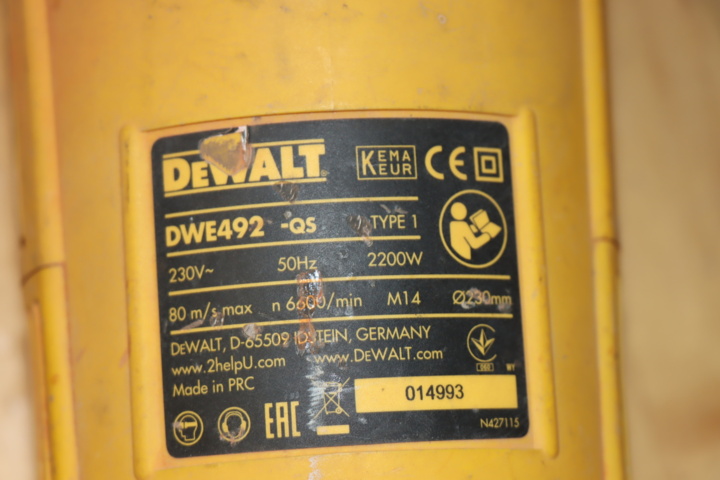 DEWALT KEMA KEUR CE
DWE492 -QS TYPE 1
230V~ 50Hz 2200W
80 m/s max n 6600/min M14 Ø230mm
DEWALT, D-65509 IDSTEIN, GERMANY
www.2helpU.com www.DEWALT.com
Made in PRC
014993
EAC
N427115